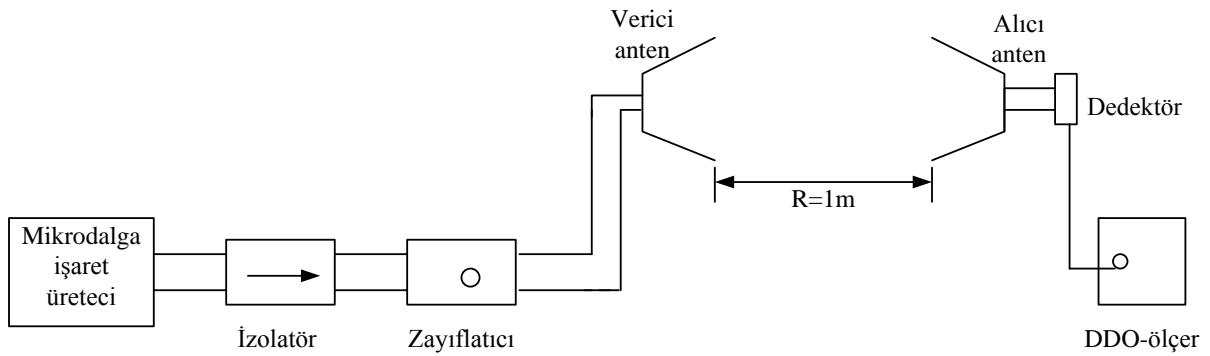 Verici
anten
Alıcı
anten
Dedektör
R=1m
Mikrodalga
işaret
üreteci
İzolatör
Zayıflatıcı
DDO-ölçer